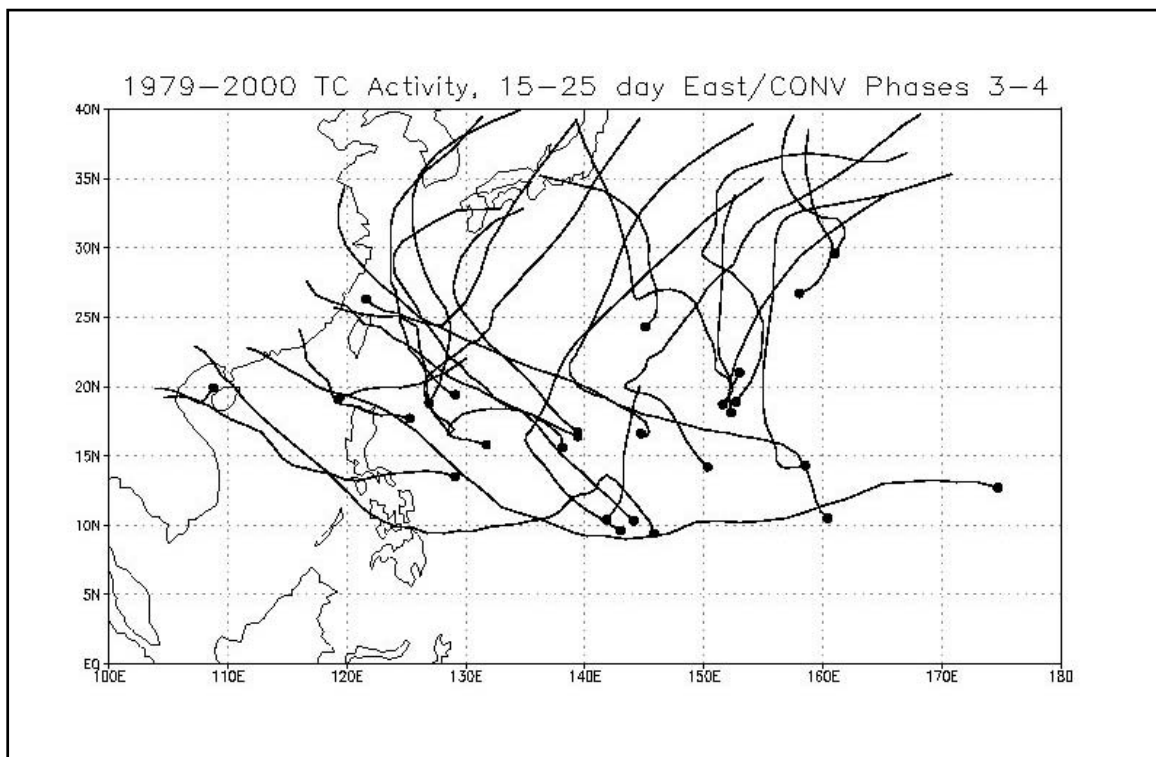 1979-2000 TC Activity, 15-25 day East/CONV Phases 3-4
40N
35N
30N
25N
20N
15N
10N
5N
EQ
100E 110E 120E 130E 140E 150E 160E 170E 180